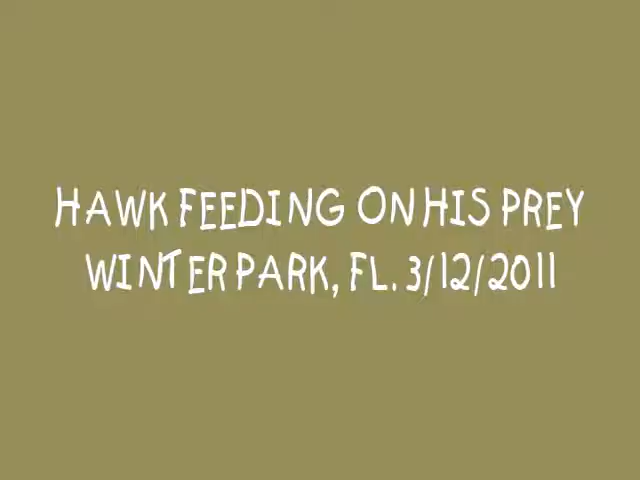 HAWK FEEDING ON HIS PREY
WINTER PARK, FL. 3/12/2011